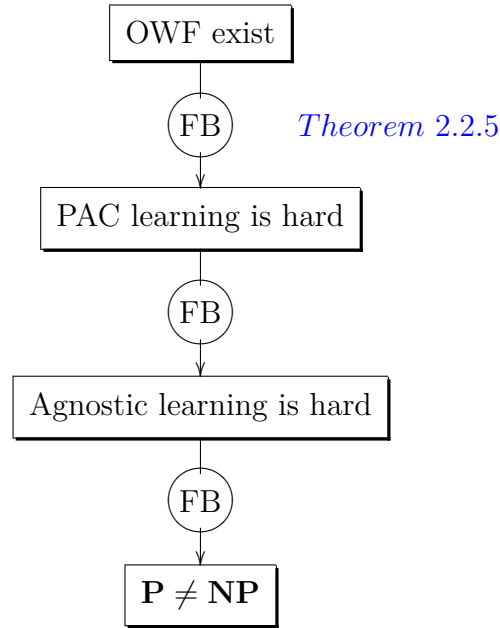 OWF exist
FB
Theorem 2.2.5
PAC learning is hard
FB
Agnostic learning is hard
FB
P ≠ NP